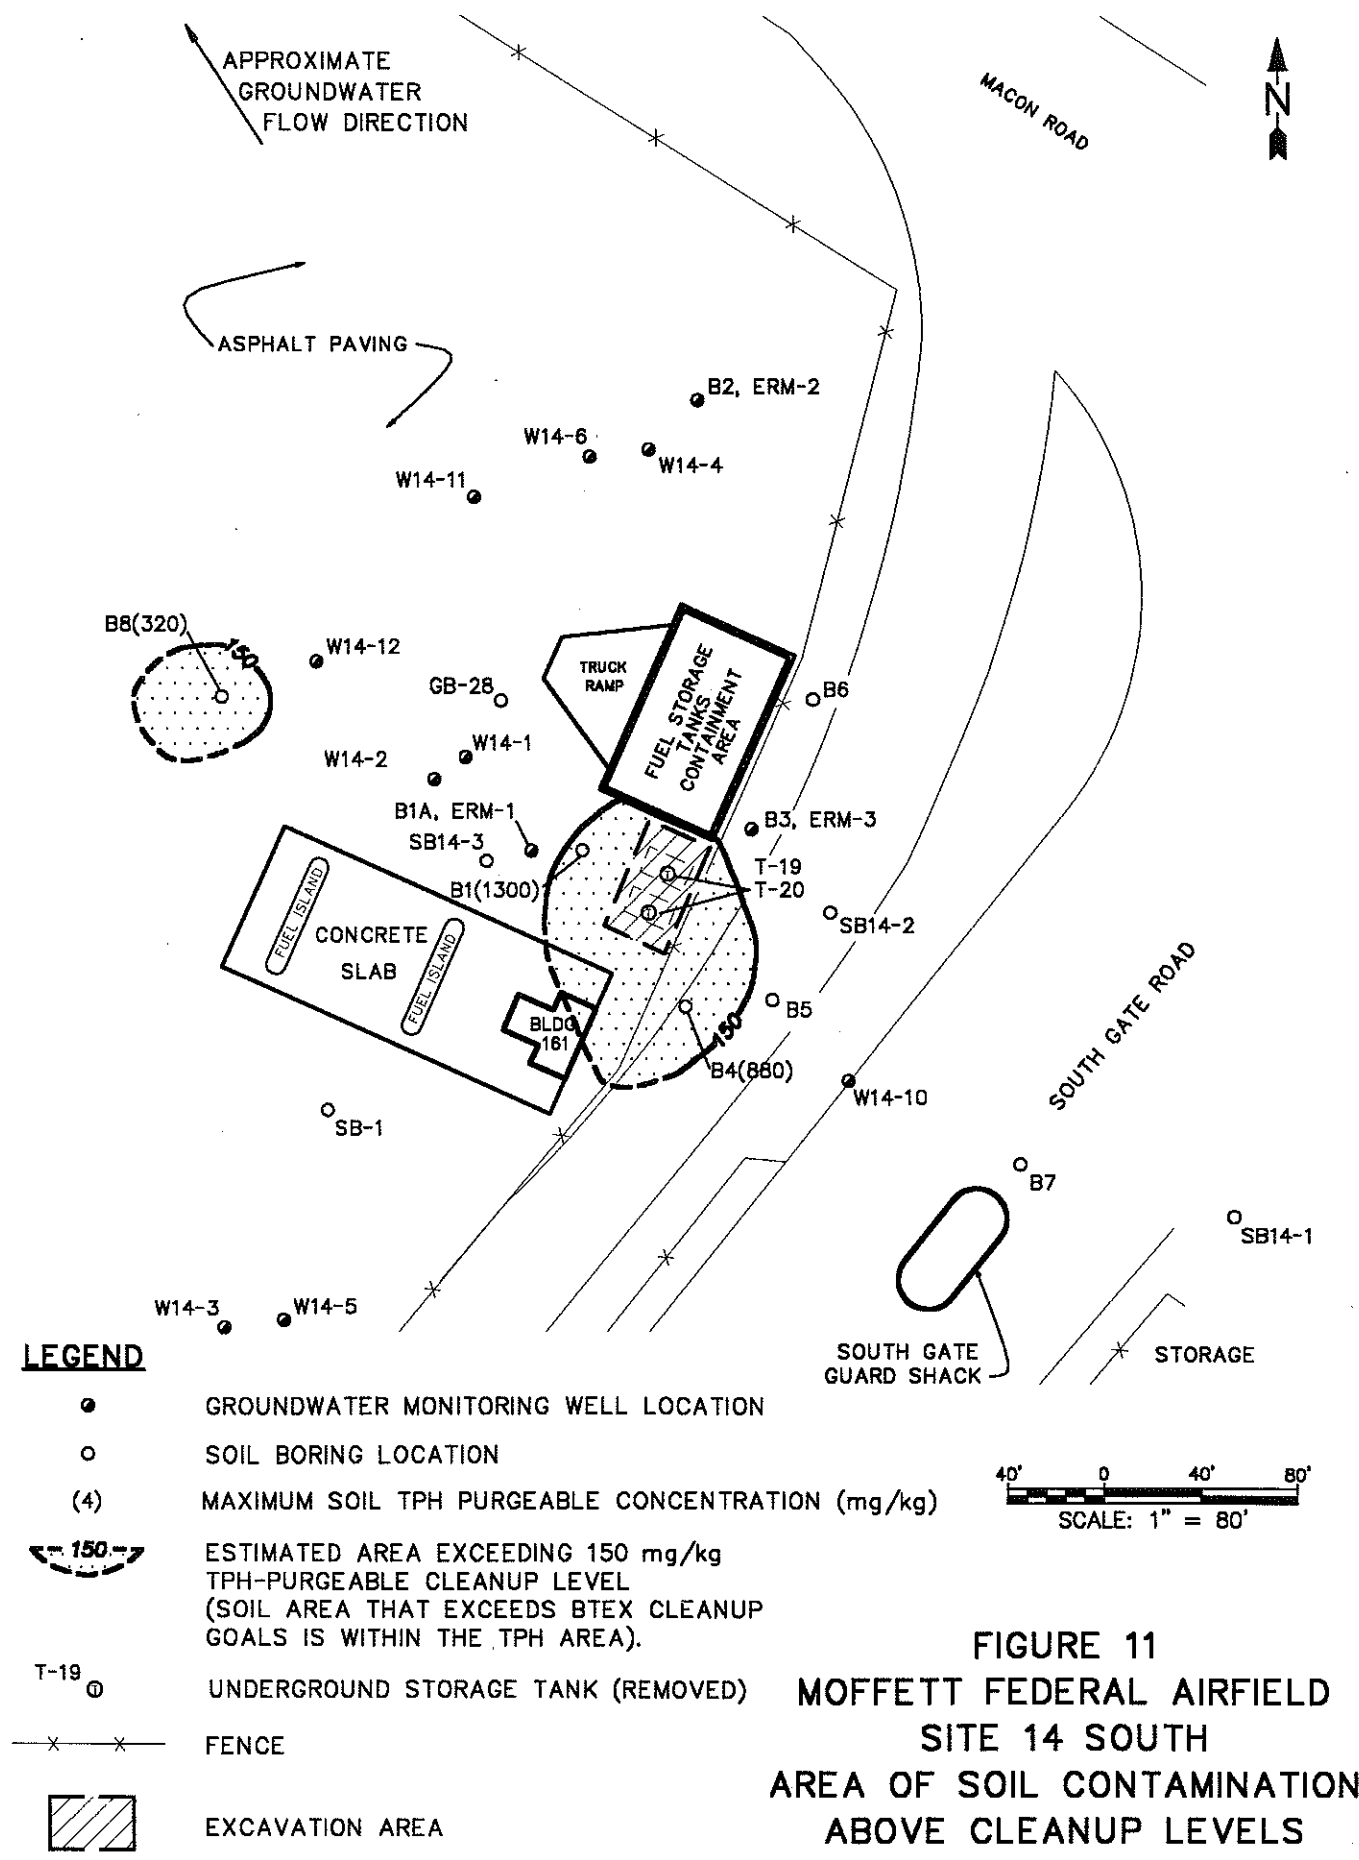 APPROXIMATE
GROUNDWATER
FLOW DIRECTION
MACON ROAD
N
ASPHALT PAVING
B2, ERM-2
W14-6
W14-4
W14-11
B8(320)
150
W14-12
TRUCK
RAMP
FUEL STORAGE
TANKS
CONTAINMENT
AREA
GB-28
B6
W14-1
W14-2
B1A, ERM-1
B3, ERM-3
SB14-3
T-19
B1(1300)
T-20
FUEL ISLAND
CONCRETE
SLAB
FUEL ISLAND
SB14-2
BLDG
161
B5
150
B4(880)
W14-10
SOUTH GATE ROAD
SB-1
B7
SB14-1
W14-3
W14-5
SOUTH GATE
GUARD SHACK
STORAGE
LEGEND
GROUNDWATER MONITORING WELL LOCATION
SOIL BORING LOCATION
(4) MAXIMUM SOIL TPH PURGEABLE CONCENTRATION (mg/kg)
40' 0 40' 80'
SCALE: 1" = 80'
150 ESTIMATED AREA EXCEEDING 150 mg/kg
TPH-PURGEABLE CLEANUP LEVEL
(SOIL AREA THAT EXCEEDS BTEX CLEANUP
GOALS IS WITHIN THE TPH AREA).
T-19 T UNDERGROUND STORAGE TANK (REMOVED)
FENCE
EXCAVATION AREA
FIGURE 11
MOFFETT FEDERAL AIRFIELD
SITE 14 SOUTH
AREA OF SOIL CONTAMINATION
ABOVE CLEANUP LEVELS